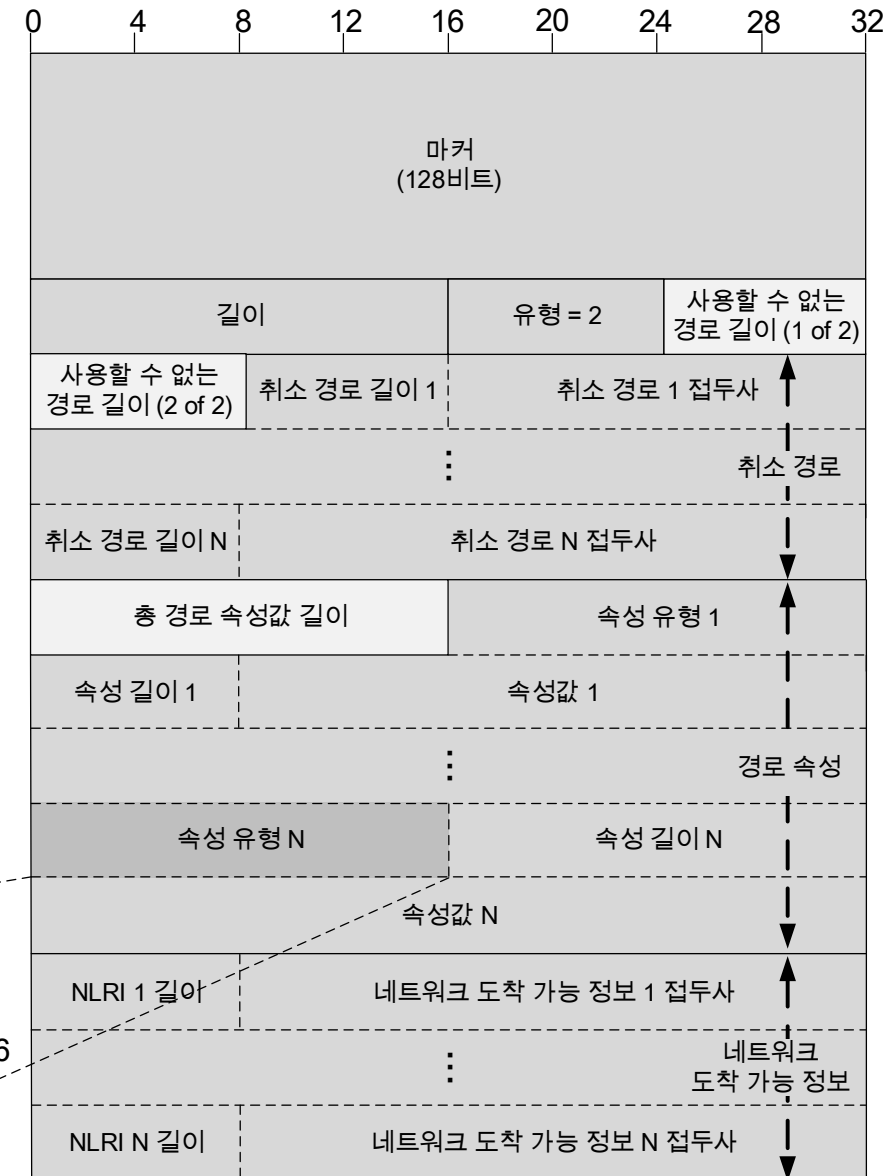 0 4 8 12 16 20 24 28 32
마커
(128비트)
길이
유형 = 2
사용할 수 없는
경로 길이 (1 of 2)
사용할 수 없는
경로 길이 (2 of 2)
취소 경로 길이 1
취소 경로 1 접두사
⋮
취소 경로
취소 경로 길이 N
취소 경로 N 접두사
총 경로 속성값 길이
속성 유형 1
속성 길이 1
속성값 1
⋮
경로 속성
속성 유형 N
속성 길이 N
속성값 N
NLRI 1 길이
네트워크 도착 가능 정보 1 접두사
⋮
네트워크
도착 가능 정보
NLRI N 길이
네트워크 도착 가능 정보 N 접두사